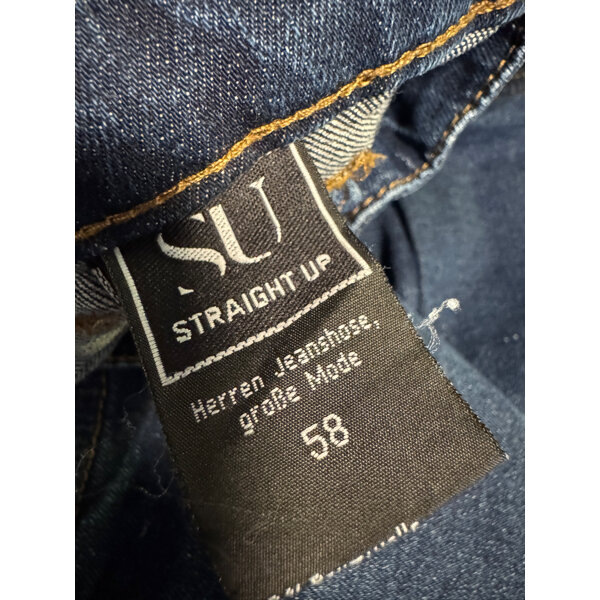 SU
STRAIGHT UP
Herren Jeanshose,
große Mode
58